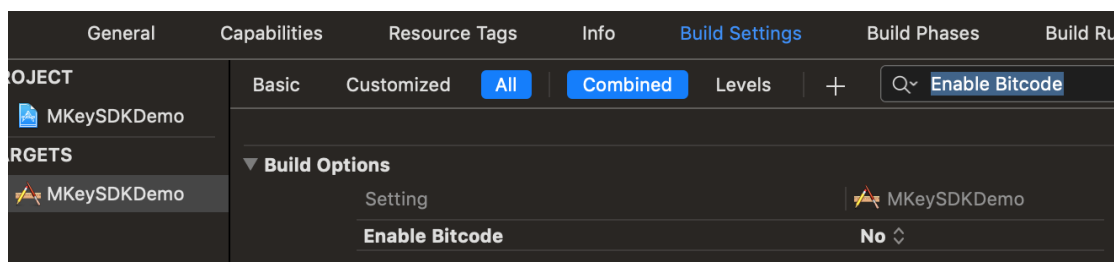 General Capabilities Resource Tags Info Build Settings Build Phases Build Ru
ROJECT
Basic Customized All Combined Levels + Enable Bitcode
MKeySDKDemo
RGETS
Build Options
MKeySDKDemo
Setting MKeySDKDemo
Enable Bitcode No